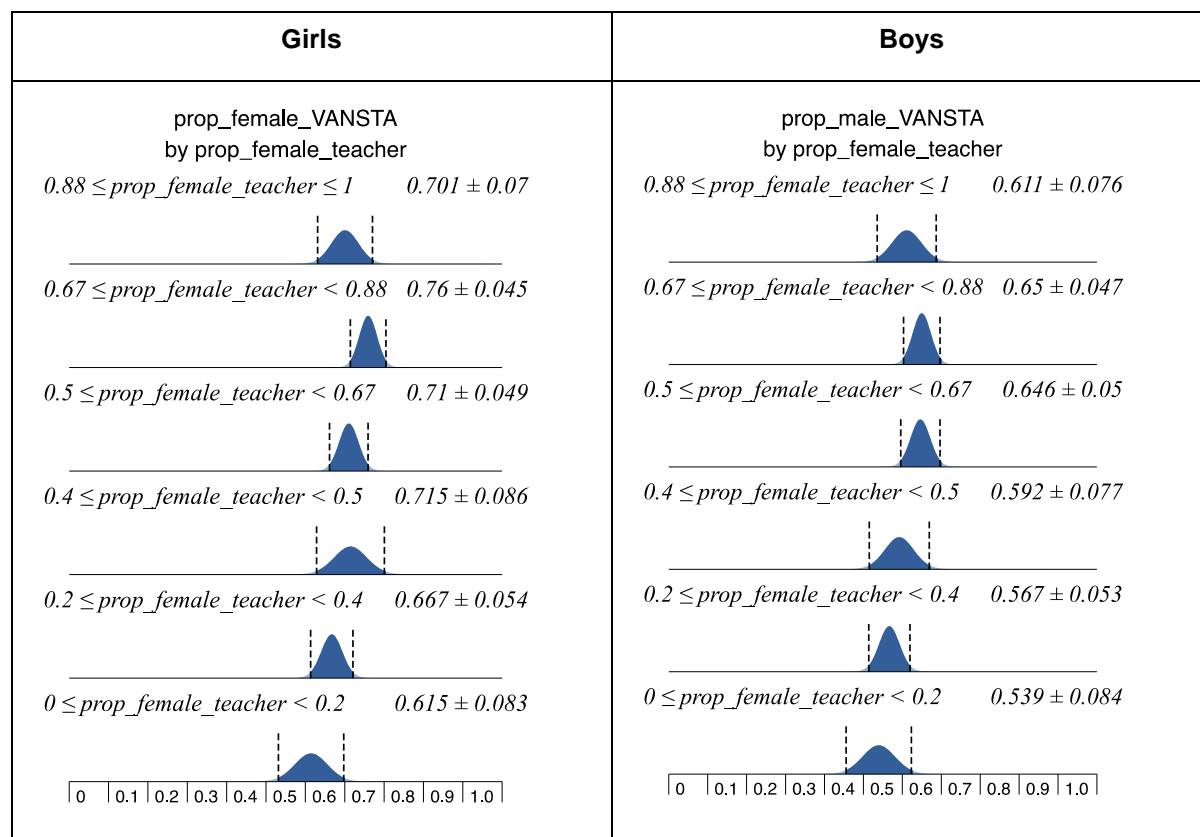 Girls
prop_female_VANSTA
by prop_female_teacher
0.88 ≤ prop_female_teacher ≤ 1 0.701 ± 0.07
0.67 ≤ prop_female_teacher < 0.88 0.76 ± 0.045
0.5 ≤ prop_female_teacher < 0.67 0.71 ± 0.049
0.4 ≤ prop_female_teacher < 0.5 0.715 ± 0.086
0.2 ≤ prop_female_teacher < 0.4 0.667 ± 0.054
0 ≤ prop_female_teacher < 0.2 0.615 ± 0.083
0 0.1 0.2 0.3 0.4 0.5 0.6 0.7 0.8 0.9 1.0
Boys
prop_male_VANSTA
by prop_female_teacher
0.88 ≤ prop_female_teacher ≤ 1 0.611 ± 0.076
0.67 ≤ prop_female_teacher < 0.88 0.65 ± 0.047
0.5 ≤ prop_female_teacher < 0.67 0.646 ± 0.05
0.4 ≤ prop_female_teacher < 0.5 0.592 ± 0.077
0.2 ≤ prop_female_teacher < 0.4 0.567 ± 0.053
0 ≤ prop_female_teacher < 0.2 0.539 ± 0.084
0 0.1 0.2 0.3 0.4 0.5 0.6 0.7 0.8 0.9 1.0